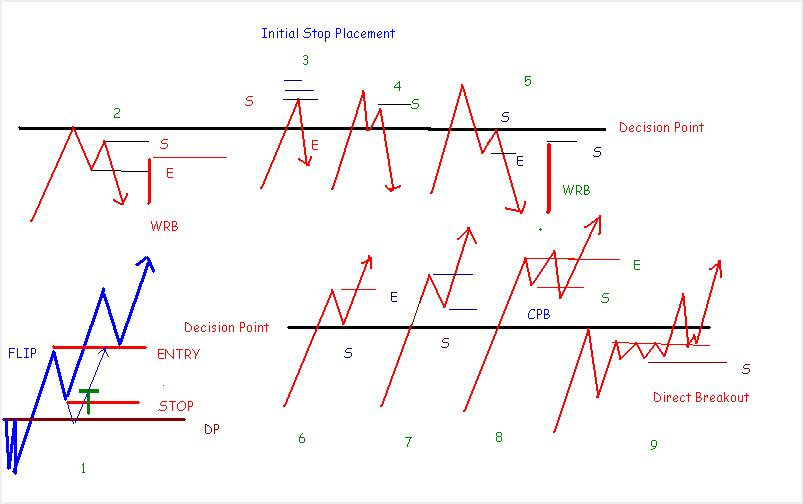 Initial Stop Placement
3
4
5
2
S
S
S
Decision Point
S
E
E
S
E
WRB
WRB
FLIP
ENTRY
STOP
DP
1
Decision Point
E
S
S
CPB
E
S
S
Direct Breakout
6
7
8
9